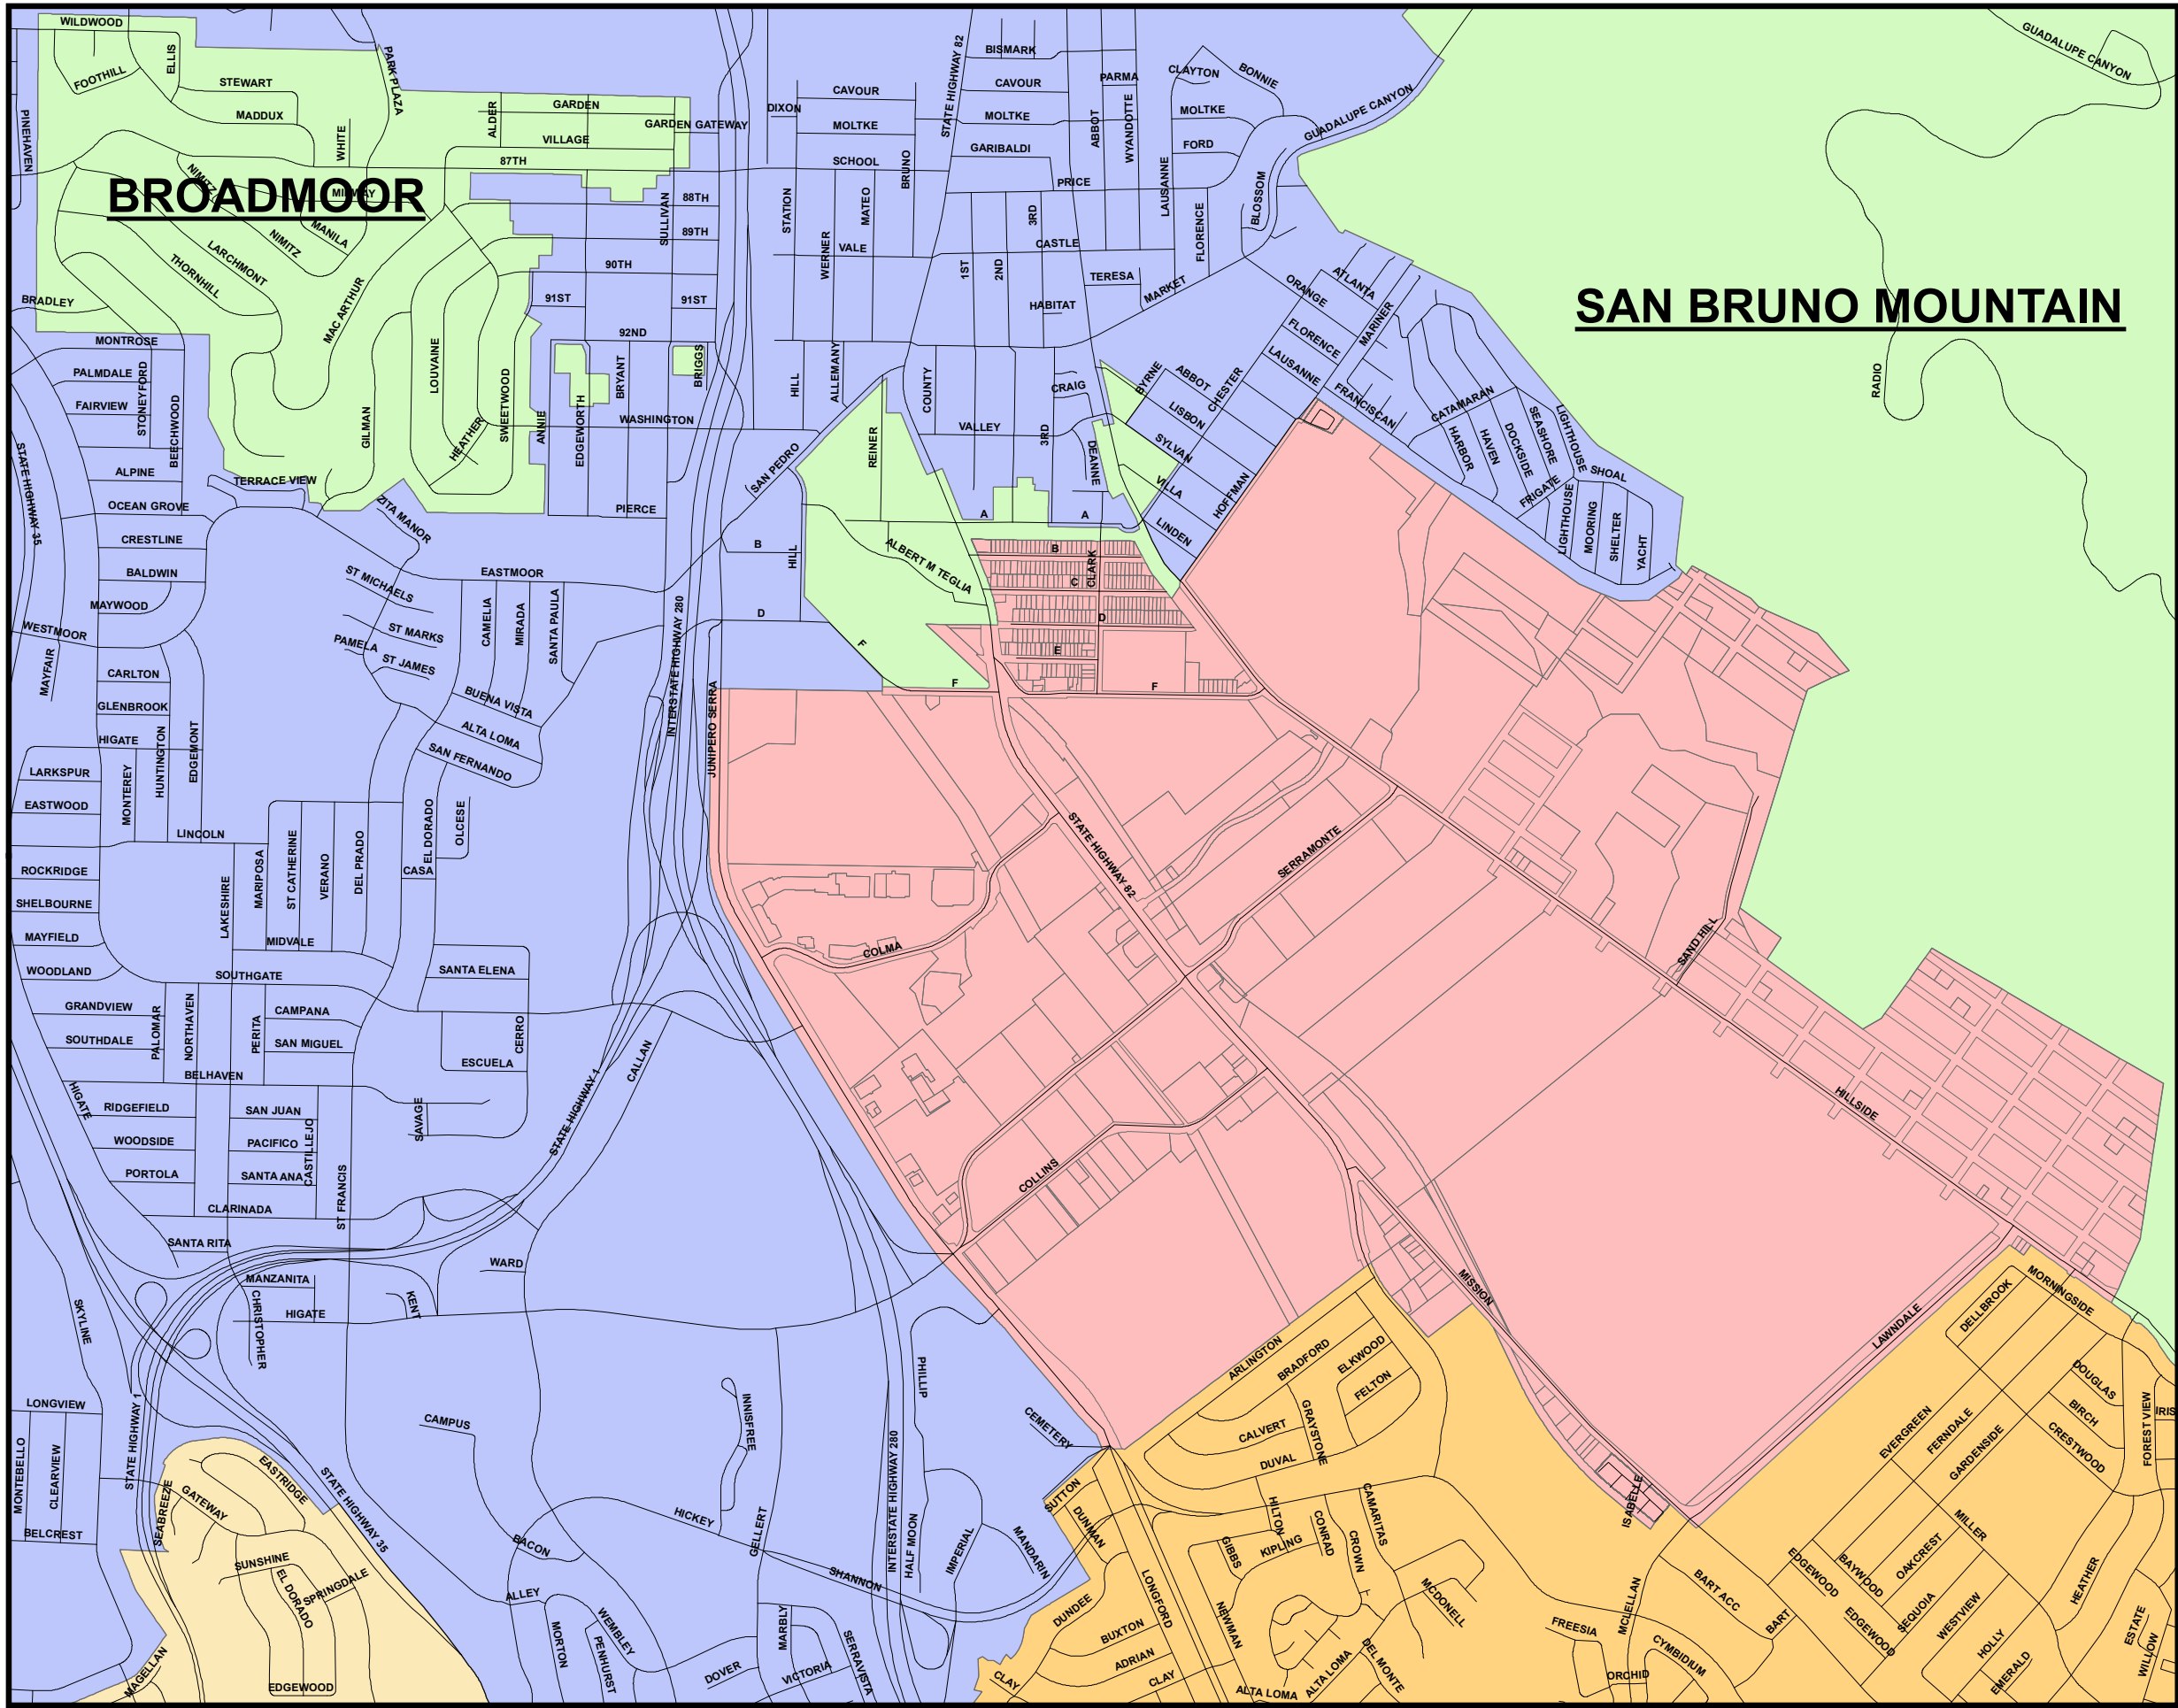 WILDWOOD
FOOTHILL
ELLIS
STEWART
MADDUX
WHITE
PARK PLAZA
PINEHAVEN
ALDER
GARDEN
VILLAGE
GARDEN GATEWAY
87TH
BROADMOOR
NIMITZ
MIDWAY
MANILA
NIMITZ
LARCHMONT
THORNHILL
MAC ARTHUR
BRADLEY
88TH
89TH
90TH
91ST
91ST
92ND
SULLIVAN
DIXON
CAVOUR
MOLTKE
SCHOOL
STATION
WERNER
MATEO
VALE
BRUNO
STATE HIGHWAY 82
BISMARK
CAVOUR
MOLTKE
GARIBALDI
PRICE
PARMA
ABBOT
WYANDOTTE
CLAYTON
BONNIE
MOLTKE
FORD
LAUSANNE
FLORENCE
BLOSSOM
GUADALUPE CANYON
GUADALUPE CANYON
SAN BRUNO MOUNTAIN
RADIO
1ST
2ND
3RD
CASTLE
TERESA
MARKET
HABITAT
ORANGE
ATLANTA
FLORENCE
MARINER
LAUSANNE
FRANCISCAN
CATAMARAN
HARBOR
HAVEN
DOCKSIDE
SEASHORE
LIGHTHOUSE
SHOAL
FRIGATE
LIGHTHOUSE
MOORING
SHELTER
YACHT
MONTROSE
PALMDALE
FAIRVIEW
STONEYFORD
BEECHWOOD
ALPINE
OCEAN GROVE
TERRACE VIEW
CRESTLINE
BALDWIN
MAYWOOD
WESTMOOR
MAYFAIR
STATE HIGHWAY 35
GILMAN
LOUVAINE
HEATHER
SWEETWOOD
ANNIE
EDGEWORTH
BRYANT
BRIGGS
WASHINGTON
PIERCE
HILL
ALLEMANY
SAN PEDRO
REINER
COUNTY
VALLEY
CRAIG
3RD
DEANNE
BYRNE
ABBOT
CHESTER
LISBON
SYLVAN
VILLA
HOFFMAN
LINDEN
A
A
B
HILL
ALBERT M TEGLIA
B
CLARK
C
D
D
E
F
F
F
ZITA MANOR
ST MICHAELS
EASTMOOR
ST MARKS
PAMELA
ST JAMES
CAMELIA
MIRADA
SANTA PAULA
BUENA VISTA
ALTA LOMA
SAN FERNANDO
INTERSTATE HIGHWAY 280
JUNIPERO SERRA
CARLTON
GLENBROOK
HIGATE
HUNTINGTON
EDGEMONT
MONTEREY
LARKSPUR
EASTWOOD
LINCOLN
ROCKRIDGE
SHELBOURNE
MAYFIELD
WOODLAND
LAKESHIRE
MARIPOSA
ST CATHERINE
VERANO
DEL PRADO
CASA
EL DORADO
OLCESE
MIDVALE
SOUTHGATE
SANTA ELENA
GRANDVIEW
SOUTHDALE
PALOMAR
NORTHAVEN
PERITA
CAMPANA
SAN MIGUEL
CERRO
ESCUELA
BELHAVEN
HIGATE
RIDGEFIELD
WOODSIDE
PORTOLA
SAN JUAN
PACIFICO
SANTA ANA
CASTILLEJO
ST FRANCIS
SAVAGE
CALLAN
STATE HIGHWAY 1
CLARINADA
SANTA RITA
MANZANITA
CHRISTOPHER
HIGATE
KENT
WARD
SKYLINE
STATE HIGHWAY 82
SERRAMONTE
COLMA
COLLINS
SAND HILL
HILLSIDE
MISSION
LAWNDALE
ISABELLE
LONGVIEW
MONTEBELLO
CLEARVIEW
BELCREST
STATE HIGHWAY 1
SEABREEZE
GATEWAY
EASTRIDGE
STATE HIGHWAY 35
SUNSHINE
EL DORADO
SPRINGDALE
EDGEWOOD
MAGELLAN
CAMPUS
INNISFREE
PHILLIP
CEMETERY
HICKEY
GELLERT
BACON
ALLEY
MORTON
WEMBLEY
PENHURST
DOVER
MARBLY
VICTORIA
SERRAVISTA
SHANNON
INTERSTATE HIGHWAY 280
HALF MOON
IMPERIAL
MANDARIN
ARLINGTON
BRADFORD
ELKWOOD
FELTON
CALVERT
GRAYSTONE
DUVAL
SUTTON
DUNMAN
HILTON
GIBBS
KIPLING
CONRAD
CROWN
CAMARITAS
MCDONELL
DUNDEE
BUXTON
ADRIAN
CLAY
CLAY
LONGFORD
NEWMAN
ALTA LOMA
ALTA LOMA
DEL MONTE
FREESIA
ORCHID
CYMBIDIUM
MCLELLAN
BART ACC
BART
DELLBROOK
MORNINGSIDE
DOUGLAS
BIRCH
CRESTWOOD
FOREST VIEW
IRIS
EVERGREEN
FERNDALE
GARDENSIDE
MILLER
EDGEWOOD
BAYWOOD
OAKCREST
EDGEWOOD
SEQUOIA
WESTVIEW
HOLLY
EMERALD
HEATHER
ESTATE
WILLOW